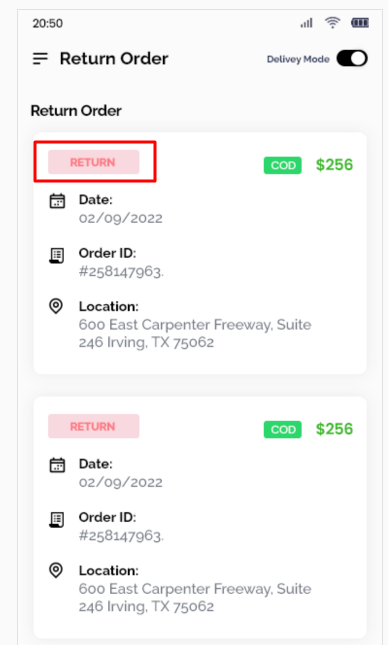 20:50
Return Order
Delivey Mode
Return Order
RETURN
COD
$256
Date:
02/09/2022
Order ID:
#258147963.
Location:
600 East Carpenter Freeway, Suite
246 Irving, TX 75062
RETURN
COD
$256
Date:
02/09/2022
Order ID:
#258147963.
Location:
600 East Carpenter Freeway, Suite
246 Irving, TX 75062